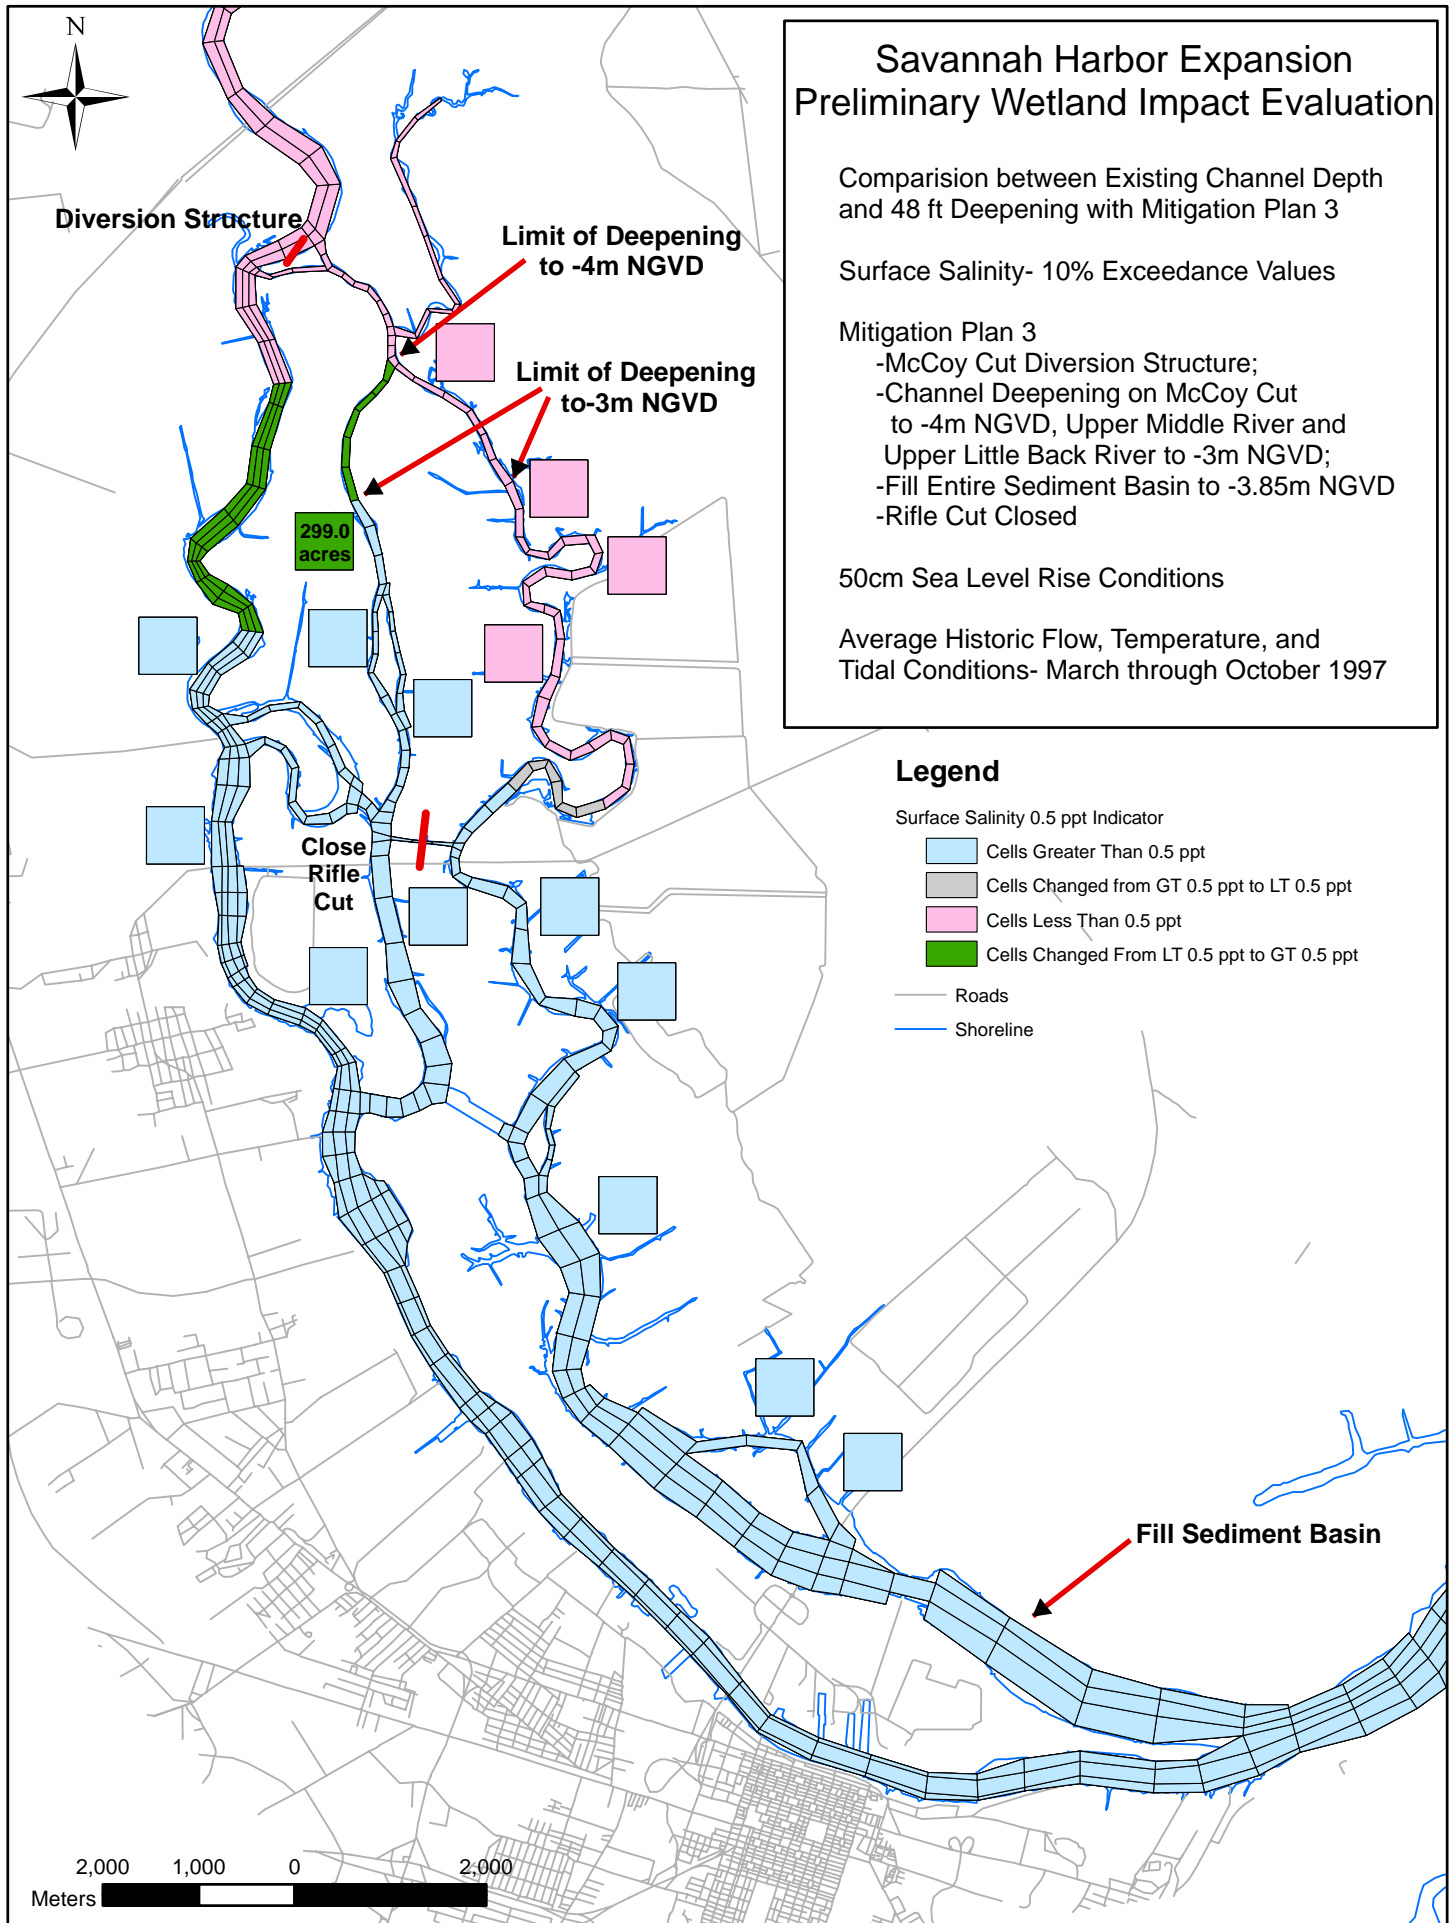 N
Savannah Harbor Expansion
Preliminary Wetland Impact Evaluation
Comparision between Existing Channel Depth
and 48 ft Deepening with Mitigation Plan 3
Surface Salinity- 10% Exceedance Values
Mitigation Plan 3
-McCoy Cut Diversion Structure;
-Channel Deepening on McCoy Cut
to -4m NGVD, Upper Middle River and
Upper Little Back River to -3m NGVD;
-Fill Entire Sediment Basin to -3.85m NGVD
-Rifle Cut Closed
50cm Sea Level Rise Conditions
Average Historic Flow, Temperature, and
Tidal Conditions- March through October 1997
Diversion Structure
Limit of Deepening
to -4m NGVD
Limit of Deepening
to-3m NGVD
299.0
acres
Close
Rifle
Cut
Legend
Surface Salinity 0.5 ppt Indicator
Cells Greater Than 0.5 ppt
Cells Changed from GT 0.5 ppt to LT 0.5 ppt
Cells Less Than 0.5 ppt
Cells Changed From LT 0.5 ppt to GT 0.5 ppt
Roads
Shoreline
Fill Sediment Basin
2,000 1,000 0 2,000
Meters